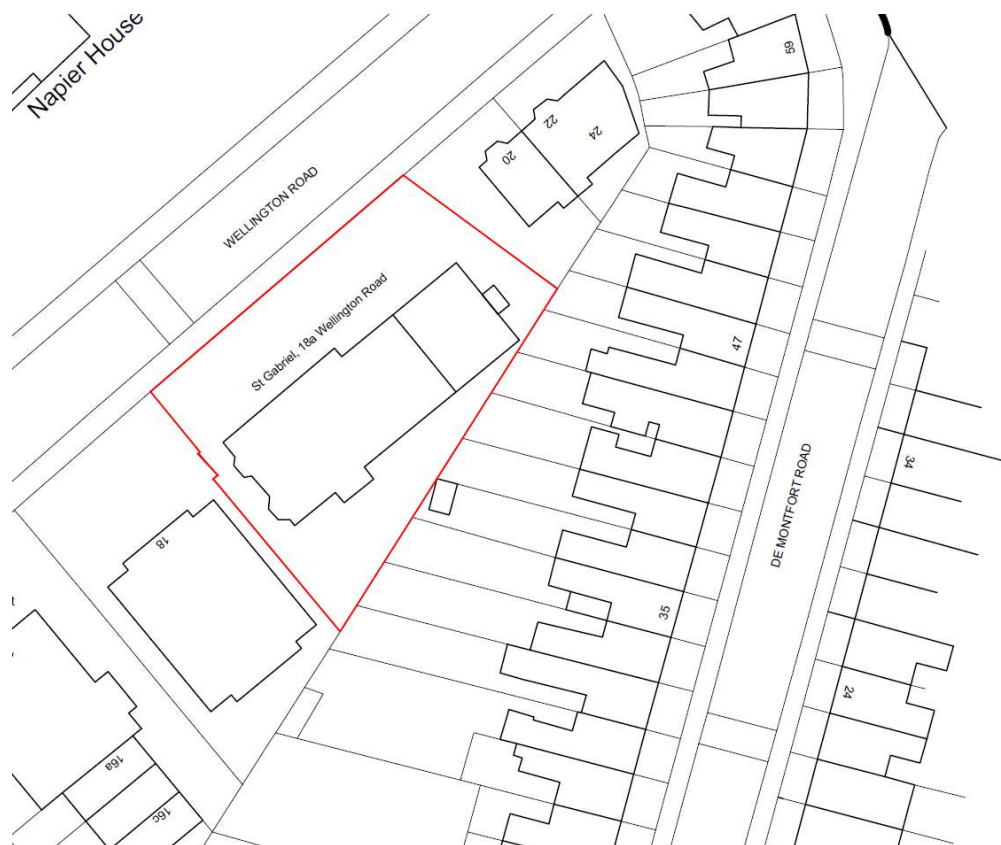 Napier House
WELLINGTON ROAD
59
22
24
20
St Gabriel, 18a Wellington Road
47
34
DE MONTFORT ROAD
18
35
24
16a
16c
t